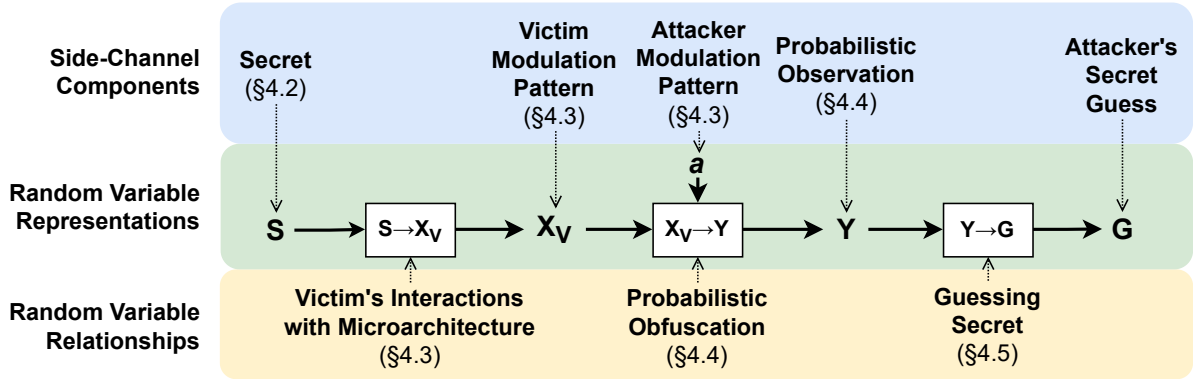 Side-Channel
Components
Secret
(§4.2)
Victim
Modulation
Pattern
(§4.3)
Attacker
Modulation
Pattern
(§4.3)
Probabilistic
Observation
(§4.4)
Attacker's
Secret
Guess
Random Variable
Representations
a
S
S→X_V
X_V
X_V→Y
Y
Y→G
G
Random Variable
Relationships
Victim's Interactions
with Microarchitecture
(§4.3)
Probabilistic
Obfuscation
(§4.4)
Guessing
Secret
(§4.5)